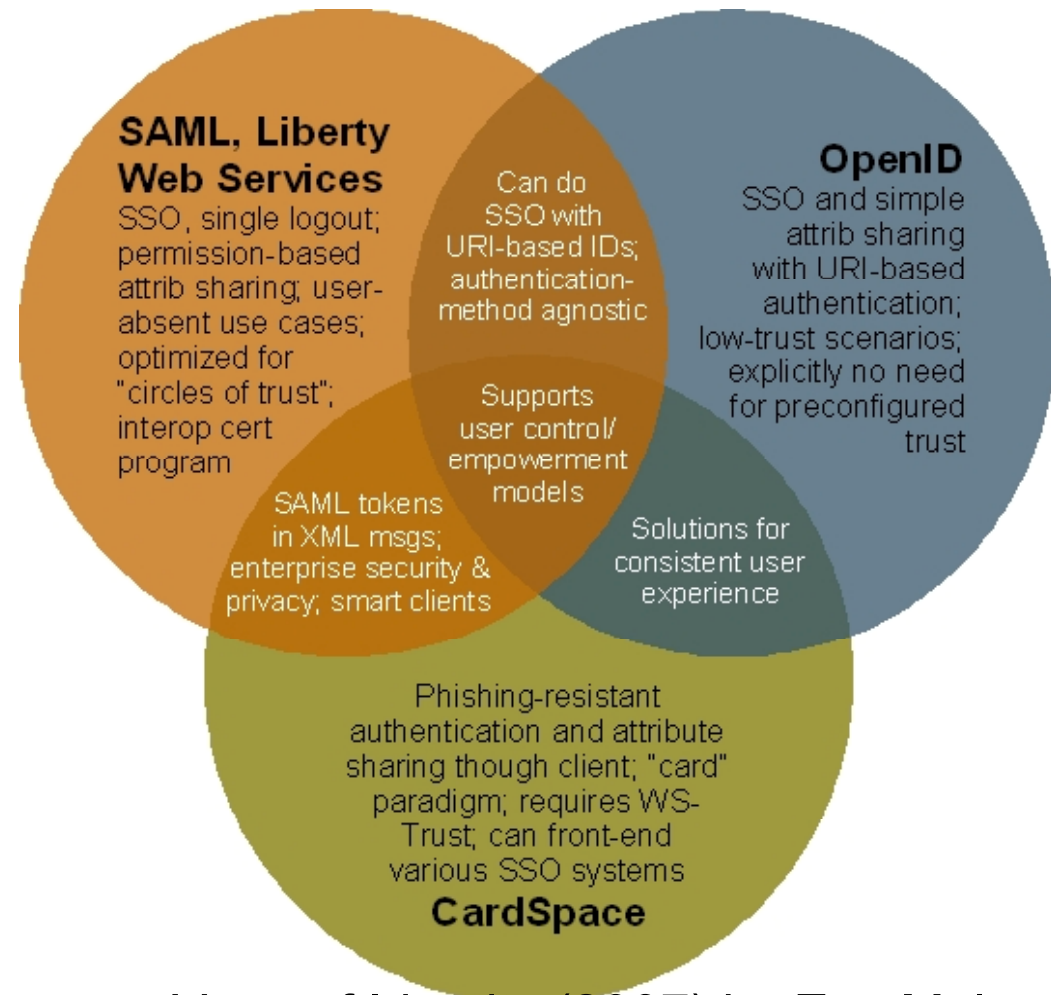 SAML, Liberty
Web Services
SSO, single logout;
permission-based
attrib sharing; user-
absent use cases;
optimized for
"circles of trust";
interop cert
program
Can do
SSO with
URI-based IDs;
authentication-
method agnostic
OpenID
SSO and simple
attrib sharing
with URI-based
authentication;
low-trust scenarios;
explicitly no need
for preconfigured
trust
Supports
user control/
empowerment
models
SAML tokens
in XML msgs;
enterprise security &
privacy; smart clients
Solutions for
consistent user
experience
Phishing-resistant
authentication and attribute
sharing though client; "card"
paradigm; requires WS-
Trust; can front-end
various SSO systems
CardSpace